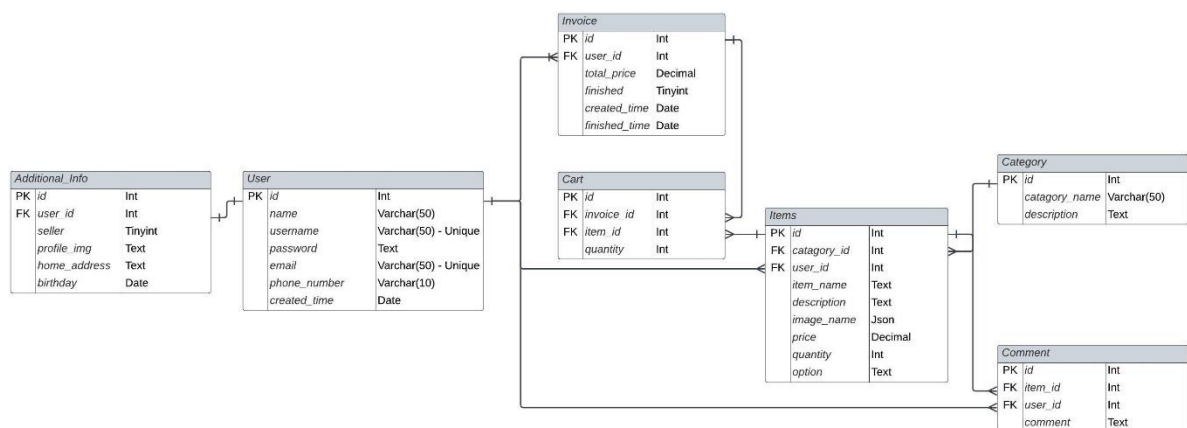 Invoice
PK id Int
FK user_id Int
total_price Decimal
finished Tinyint
created_time Date
finished_time Date
Additional_Info
PK id Int
FK user_id Int
seller Tinyint
profile_img Text
home_address Text
birthday Date
User
PK id Int
name Varchar(50)
username Varchar(50) - Unique
password Text
email Varchar(50) - Unique
phone_number Varchar(10)
created_time Date
Cart
PK id Int
FK invoice_id Int
FK item_id Int
quantity Int
Items
PK id Int
FK catagory_id Int
FK user_id Int
item_name Text
description Text
image_name Json
price Decimal
quantity Int
option Text
Category
PK id Int
catagory_name Varchar(50)
description Text
Comment
PK id Int
FK item_id Int
FK user_id Int
comment Text